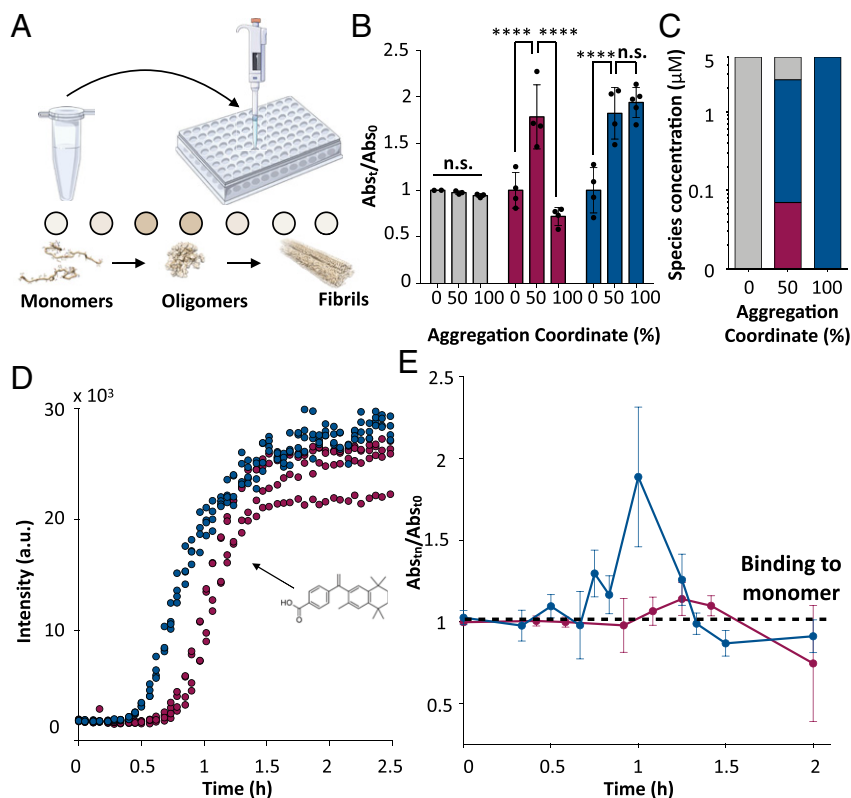 A
Monomers
Oligomers
Fibrils
B
Abst/Abs0
2.5
2
1.5
1
0.5
0
**** ****
**** n.s.
n.s.
0 50 100 0 50 100 0 50 100
Aggregation Coordinate (%)
C
Species concentration (μM)
5
1
0.1
0
0 50 100
Aggregation
Coordinate (%)
D
x 10³
Intensity (a.u.)
30
20
10
0
HO
O
0 0.5 1 1.5 2 2.5
Time (h)
E
Abstn/Abst0
2.5
2
1.5
1
0.5
Binding to
monomer
0 0.5 1 1.5 2
Time (h)